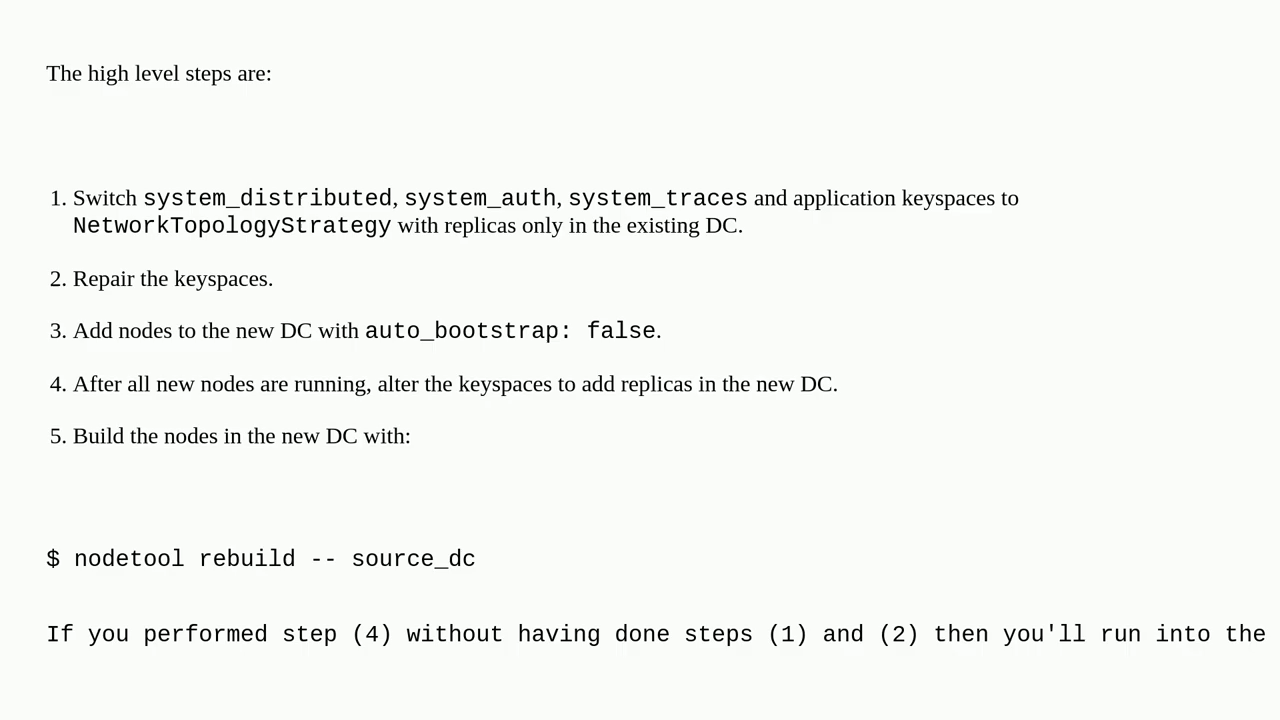 The high level steps are:
1. Switch system_distributed, system_auth, system_traces and application keyspaces to
NetworkTopologyStrategy with replicas only in the existing DC.
2. Repair the keyspaces.
3. Add nodes to the new DC with auto_bootstrap: false.
4. After all new nodes are running, alter the keyspaces to add replicas in the new DC.
5. Build the nodes in the new DC with:
$ nodetool rebuild -- source_dc
If you performed step (4) without having done steps (1) and (2) then you'll run into the